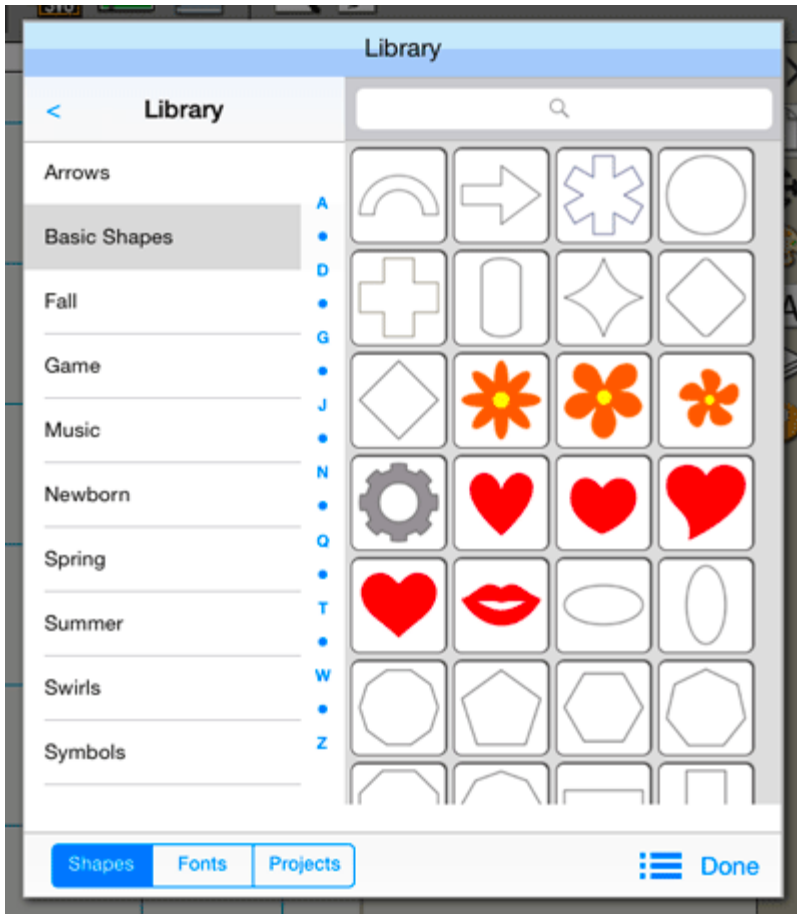 Library
< Library
Arrows
Basic Shapes
Fall
Game
Music
Newborn
Spring
Summer
Swirls
Symbols
A
D
G
J
N
Q
T
W
Z
Shapes Fonts Projects
Done